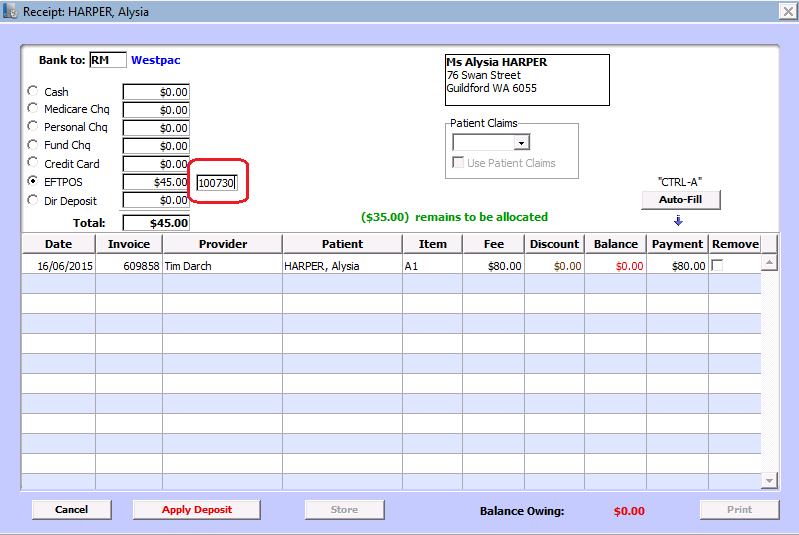 Receipt: HARPER, Alysia
Bank to: RM Westpac
Cash $0.00
Medicare Chq $0.00
Personal Chq $0.00
Fund Chq $0.00
Credit Card $0.00
EFTPOS $45.00 100730
Dir Deposit $0.00
Total: $45.00
Ms Alysia HARPER
76 Swan Street
Guildford WA 6055
Patient Claims
Use Patient Claims
"CTRL-A"
Auto-Fill
($35.00) remains to be allocated
Date Invoice Provider Patient Item Fee Discount Balance Payment Remove
16/06/2015 609858 Tim Darch HARPER, Alysia A1 $80.00 $0.00 $0.00 $80.00
Cancel Apply Deposit Store Balance Owing: $0.00 Print